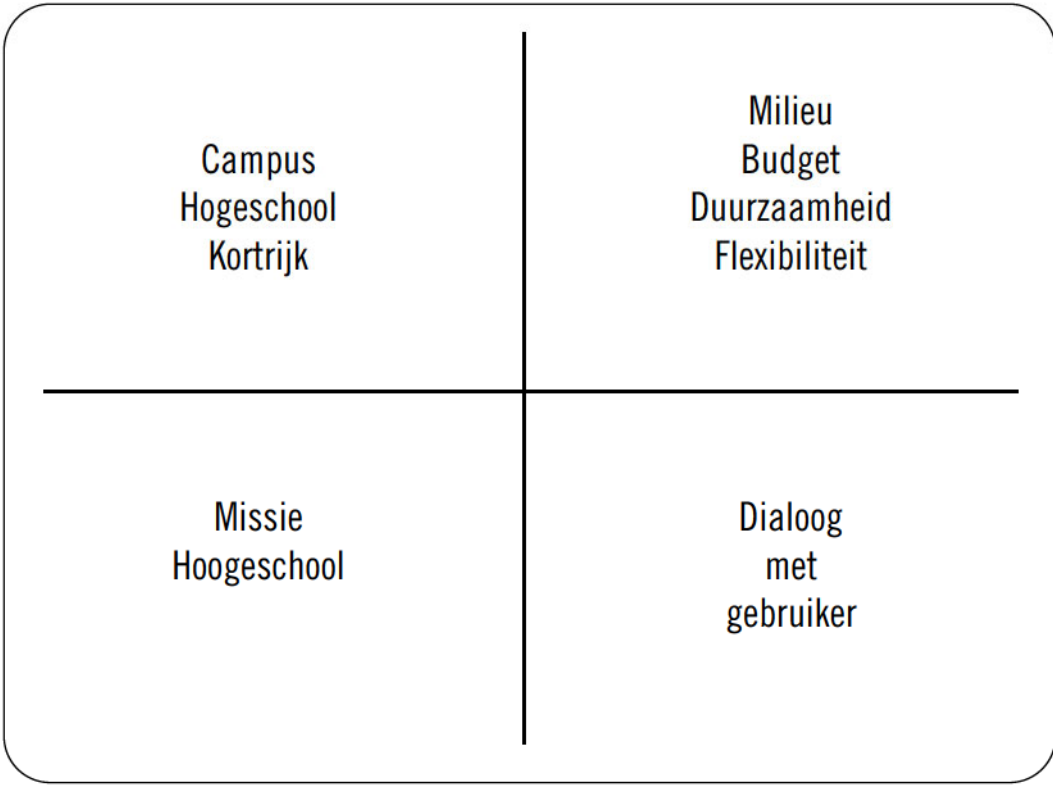 Campus
Hogeschool
Kortrijk
Milieu
Budget
Duurzaamheid
Flexibiliteit
Missie
Hoogeschool
Dialoog
met
gebruiker